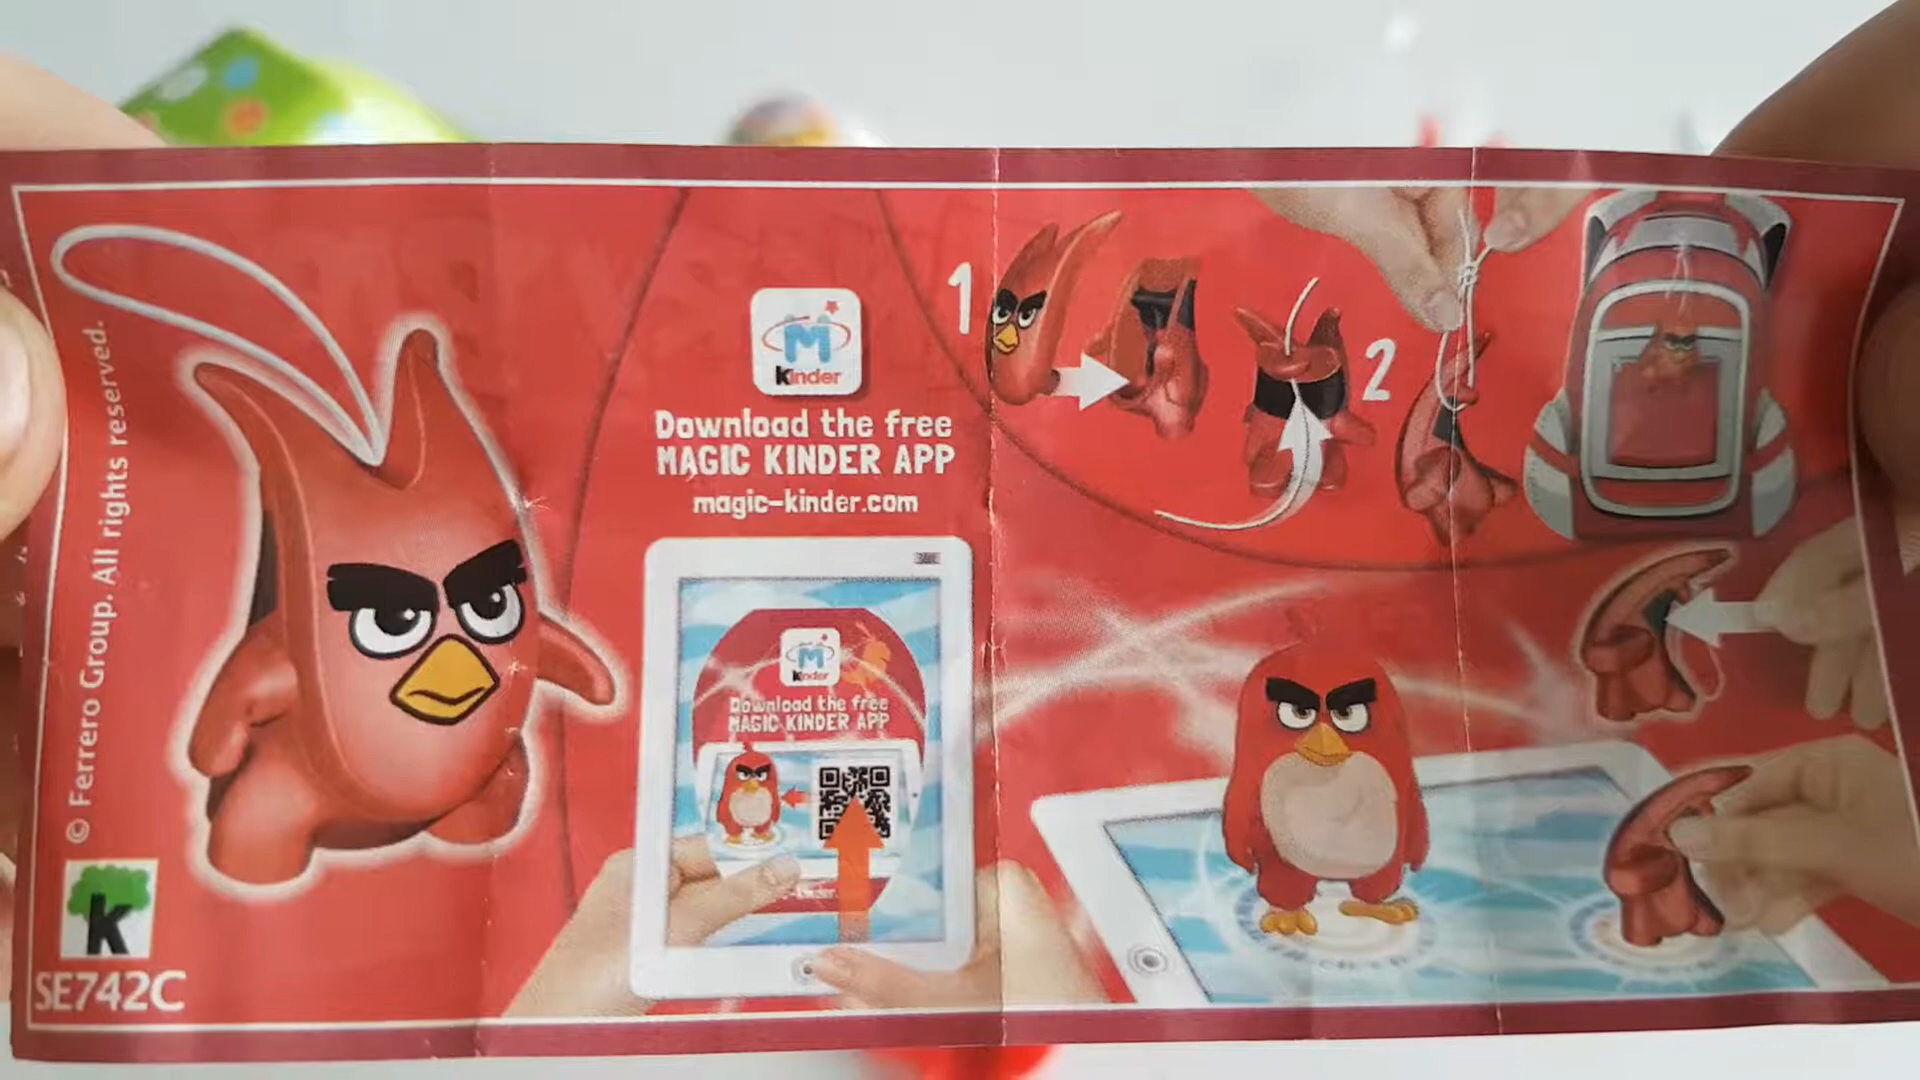 © Ferrero Group. All rights reserved.
K
SE742C
M
Kinder
Download the free
MAGIC KINDER APP
magic-kinder.com
M
Kinder
Download the free
MAGIC KINDER APP
1
2